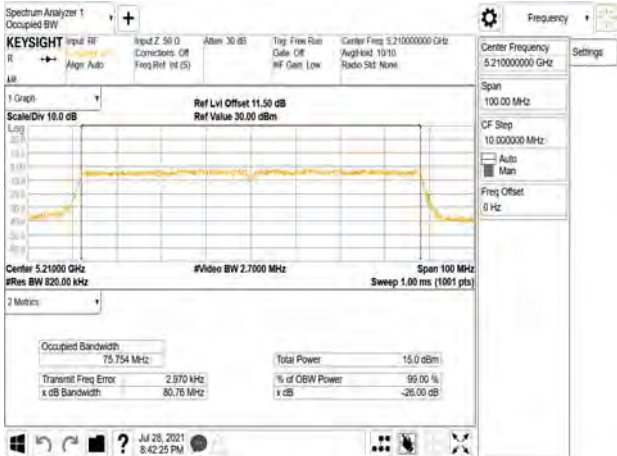 Spectrum Analyzer 1
Occupied BW
+
Frequency
KEYSIGHT Input: RF
Input Z: 50 Ω
Atten: 30 dB
Trig: Free Run
Center Freq: 5.210000000 GHz
R
Corrections: Off
Gate: Off
Avg|Hold: 10/10
Align: Auto
Freq Ref: Int (S)
#IF Gain: Low
Radio Std: None
Center Frequency
5.210000000 GHz
Settings
Span
100.00 MHz
CF Step
10.000000 MHz
Auto
Man
Freq Offset
0 Hz
1 Graph
Ref Lvl Offset 11.50 dB
Scale/Div 10.0 dB
Ref Value 30.00 dBm
Log
Center 5.21000 GHz
#Video BW 2.7000 MHz
Span 100 MHz
#Res BW 820.00 kHz
Sweep 1.00 ms (1001 pts)
2 Metrics
Occupied Bandwidth
75.754 MHz
Total Power
15.0 dBm
Transmit Freq Error
2.970 kHz
% of OBW Power
99.00 %
x dB Bandwidth
80.76 MHz
x dB
-26.00 dB
?
Jul 28, 2021
8:42:25 PM